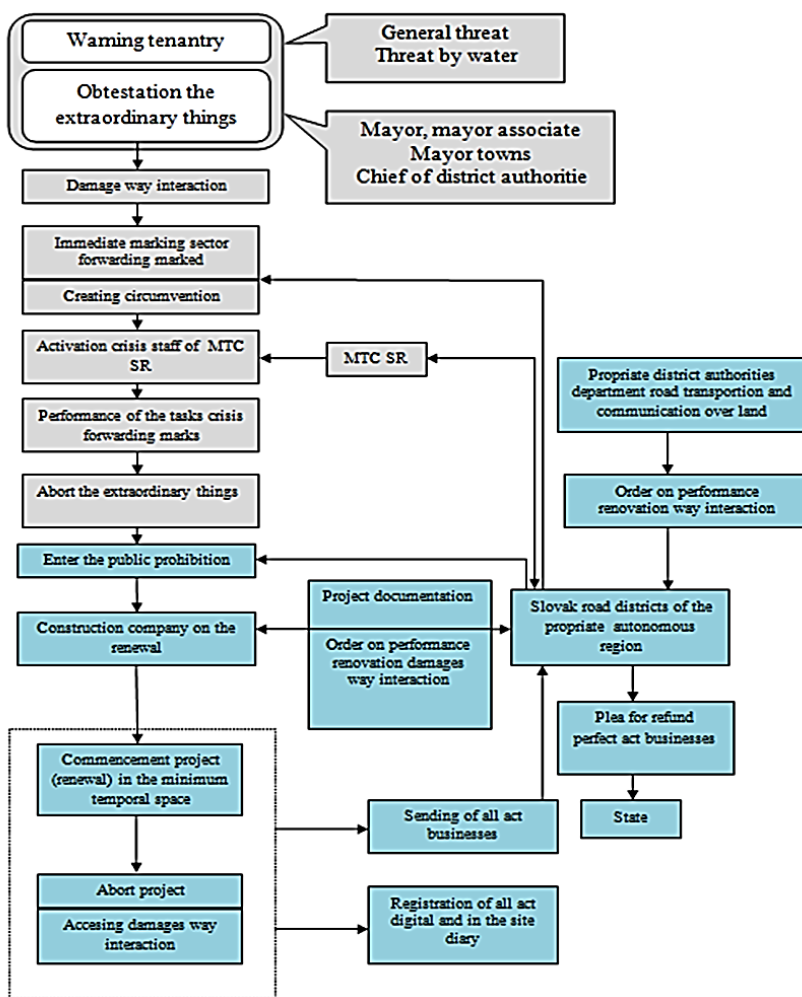 Warning tenantry
General threat
Threat by water
Obtestation the
extraordinary things
Mayor, mayor associate
Mayor towns
Chief of district authoritie
Damage way interaction
Immediate marking sector
forwarding marked
Creating circumvention
Activation crisis staff of MTC
SR
MTC SR
Propriate district authorities
department road transportion and
communication over land
Performance of the tasks crisis
forwarding marks
Abort the extraordinary things
Order on performance
renovation way interaction
Enter the public prohibition
Project documentation
Order on performance
renovation damages
way interaction
Construction company on the
renewal
Slovak road districts of the
propriate autonomous
region
Plea for refund
perfect act businesses
State
Commencement project
(renewal) in the minimum
temporal space
Sending of all act
businesses
Abort project
Accesing damages way
interaction
Registration of all act
digital and in the site
diary